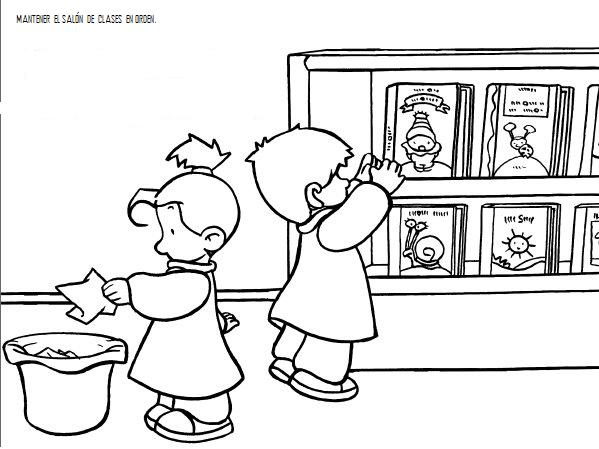 MANTENER EL SALÓN DE CLASES EN ORDEN.